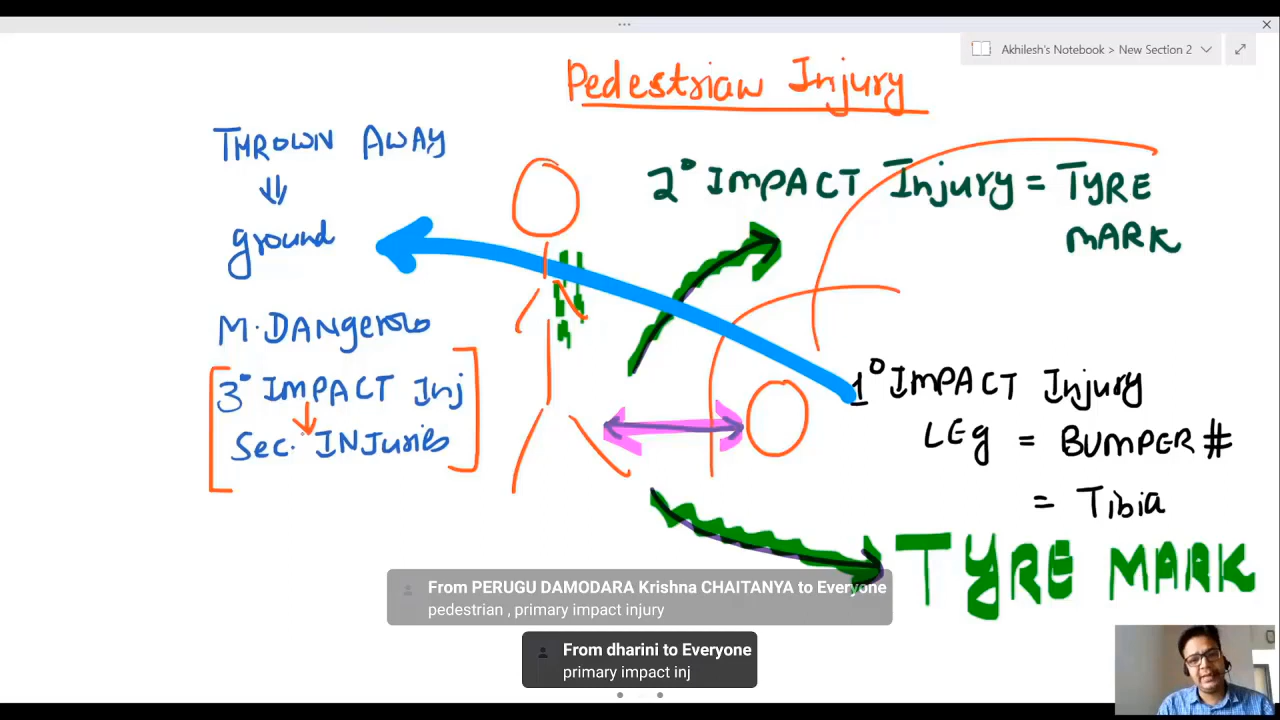 Akhilesh's Notebook > New Section 2
Pedestrian Injury
THROWN AWAY
ground
M. DANgerous
3° IMPACT Inj
Sec. INJuries
2° IMPACT Injury = TYRE
MARK
1° IMPACT Injury
LEg = BUMPER #
= Tibia
TYRE MARK
From PERUGU DAMODARA Krishna CHAITANYA to Everyone
pedestrian , primary impact injury
From dharini to Everyone
primary impact inj